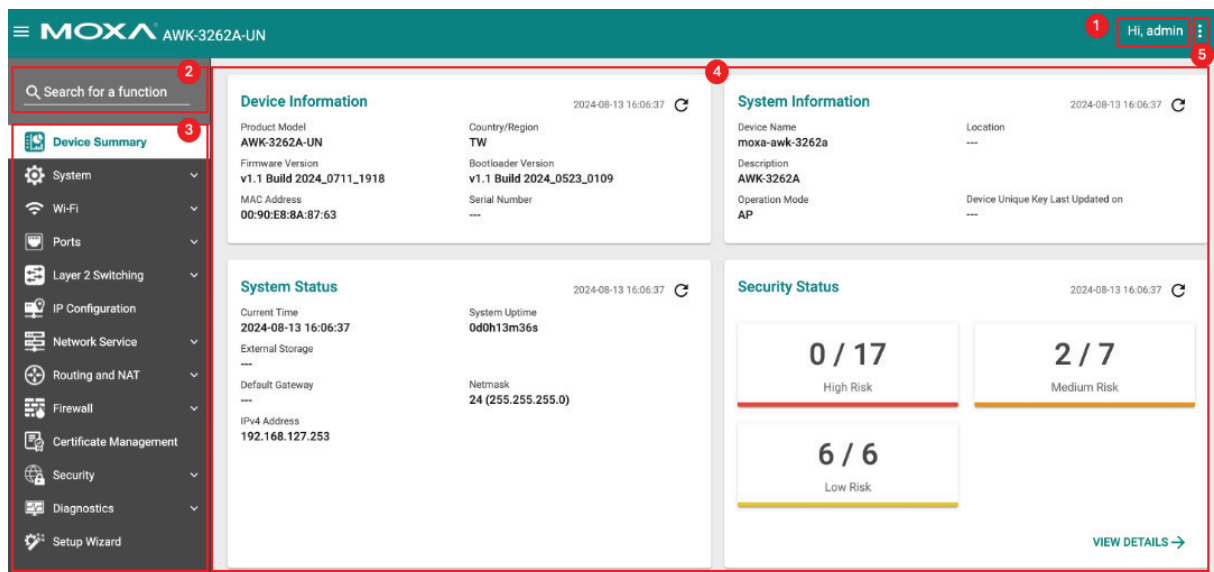 MOXA AWK-3262A-UN
1
Hi, admin
5
2
Search for a function
3
Device Summary
System
Wi-Fi
Ports
Layer 2 Switching
IP Configuration
Network Service
Routing and NAT
Firewall
Certificate Management
Security
Diagnostics
Setup Wizard
4
Device Information 2024-08-13 16:06:37
Product Model Country/Region
AWK-3262A-UN TW
Firmware Version Bootloader Version
v1.1 Build 2024_0711_1918 v1.1 Build 2024_0523_0109
MAC Address Serial Number
00:90:E8:8A:87:63 ---
System Information 2024-08-13 16:06:37
Device Name Location
moxa-awk-3262a ---
Description
AWK-3262A
Operation Mode Device Unique Key Last Updated on
AP ---
System Status 2024-08-13 16:06:37
Current Time System Uptime
2024-08-13 16:06:37 0d0h13m36s
External Storage
---
Default Gateway Netmask
--- 24 (255.255.255.0)
IPv4 Address
192.168.127.253
Security Status 2024-08-13 16:06:37
0 / 17 2 / 7
High Risk Medium Risk
6 / 6
Low Risk
VIEW DETAILS